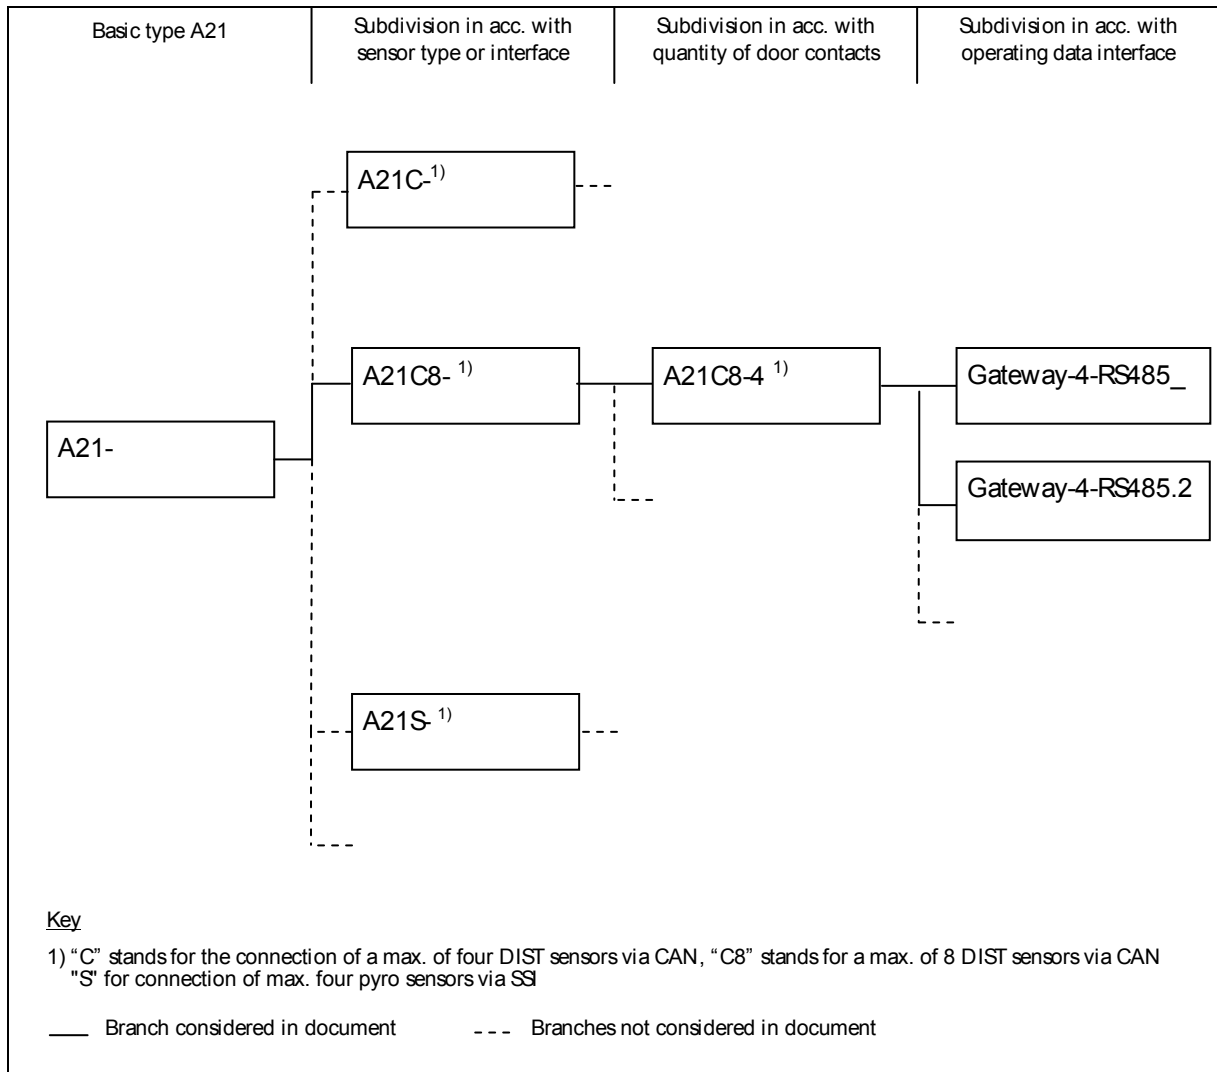 Basic type A21
Subdivision in acc. with
sensor type or interface
Subdivision in acc. with
quantity of door contacts
Subdivision in acc. with
operating data interface
A21C-1)
A21C8- 1)
A21C8-4 1)
Gateway-4-RS485_
A21-
Gateway-4-RS485.2
A21S- 1)
Key
1) “C” stands for the connection of a max. of four DIST sensors via CAN, “C8” stands for a max. of 8 DIST sensors via CAN
"S" for connection of max. four pyro sensors via SSI
Branch considered in document
Branches not considered in document